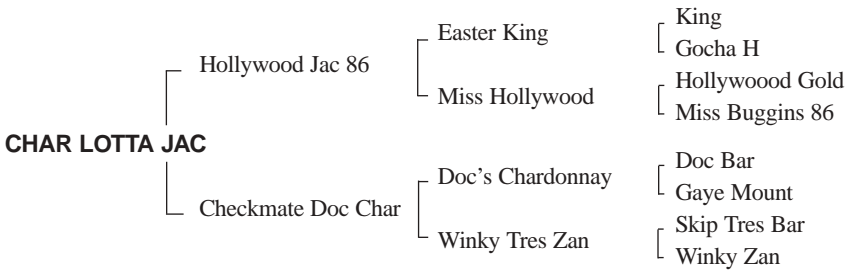 King
Easter King
Gocha H
Hollywood Jac 86
Hollywoood Gold
Miss Hollywood
Miss Buggins 86
CHAR LOTTA JAC
Doc Bar
Doc's Chardonnay
Gaye Mount
Checkmate Doc Char
Skip Tres Bar
Winky Tres Zan
Winky Zan